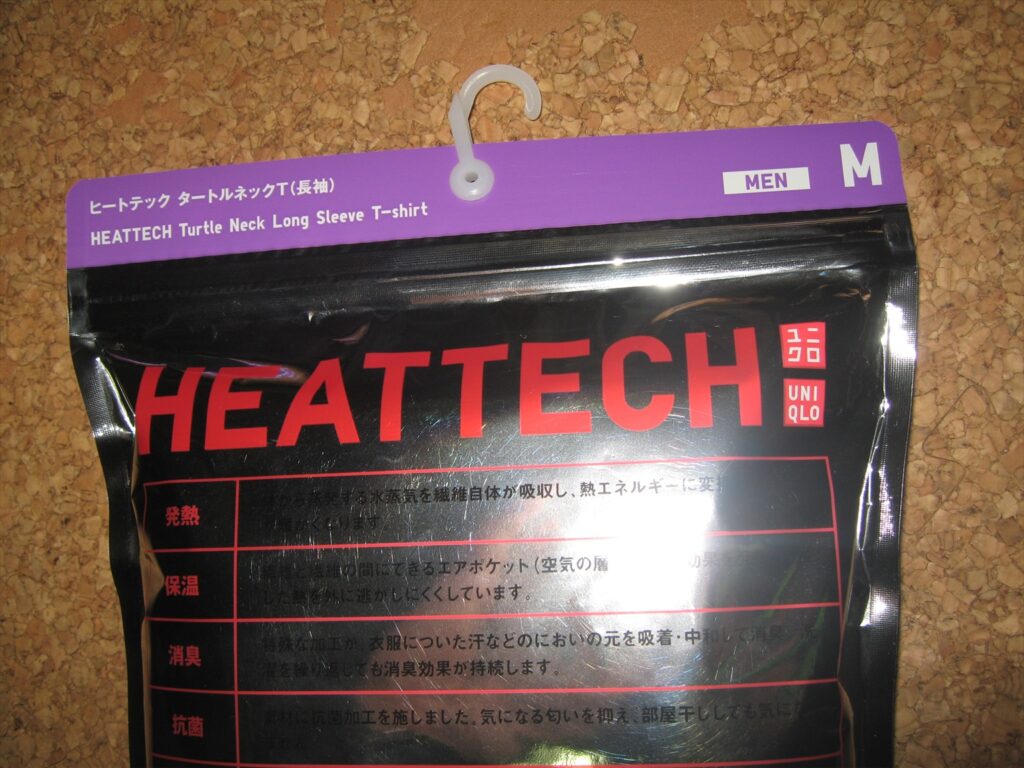 ヒートテック タートルネックT(長袖)
HEATTECH Turtle Neck Long Sleeve T-shirt
MEN
M
HEATTECH
ユニ
クロ
UNI
QLO
発熱
する水蒸気を繊維自体が吸収し、熱エネルギーに変
保温
繊維の間にできるエアポケット(空気の層
した熱を外に逃がしにくくしています。
消臭
特殊な加工が、衣服についた汗などのにおいの元を吸着・中和して消臭。
を繰り返しても消臭効果が持続します。
抗菌
素材に抗菌加工を施しました。気になる匂いを抑え、部屋干ししても気に